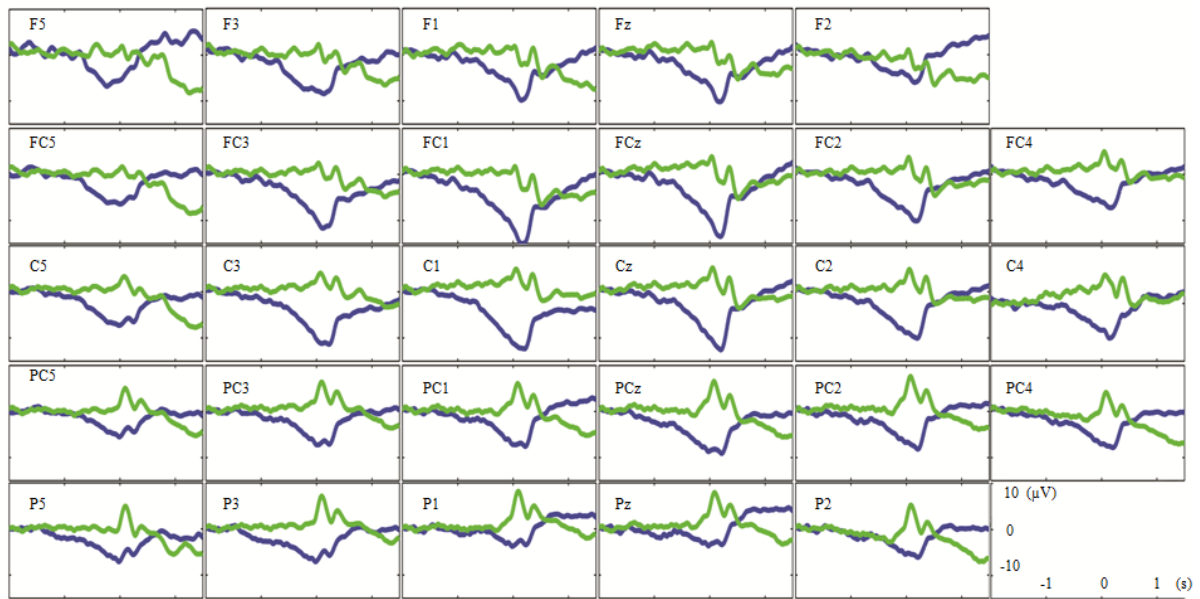 F5 F3 F1 Fz F2
FC5 FC3 FC1 FCz FC2 FC4
C5 C3 C1 Cz C2 C4
PC5 PC3 PC1 PCz PC2 PC4
P5 P3 P1 Pz P2 10 (μV)
0
-10
-1 0 1 (s)